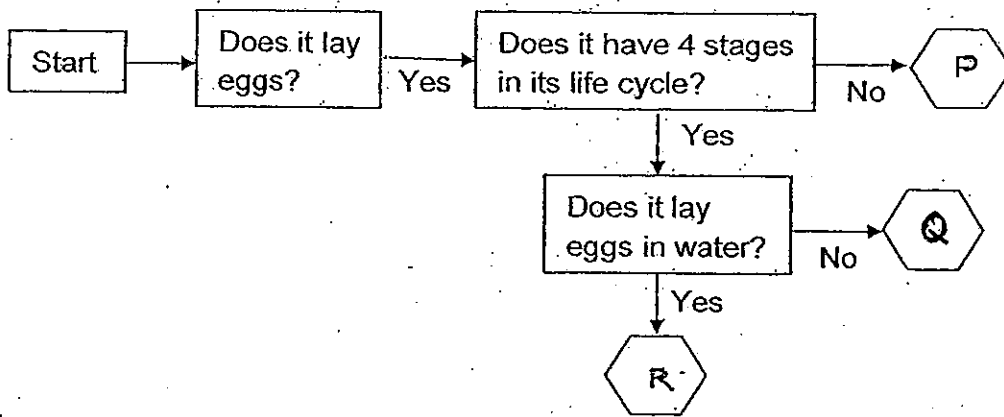 Start
Does it lay
eggs?
Yes
Does it have 4 stages
in its life cycle?
No
P
Yes
Does it lay
eggs in water?
No
Q
Yes
R